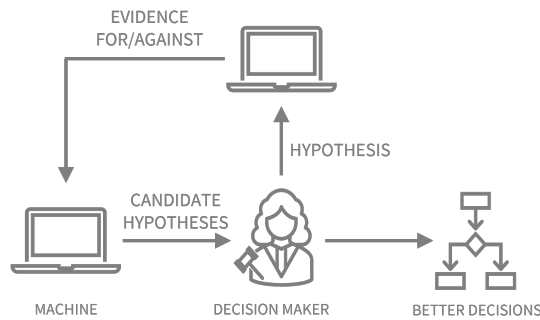 EVIDENCE
FOR/AGAINST
HYPOTHESIS
CANDIDATE
HYPOTHESES
MACHINE
DECISION MAKER
BETTER DECISIONS